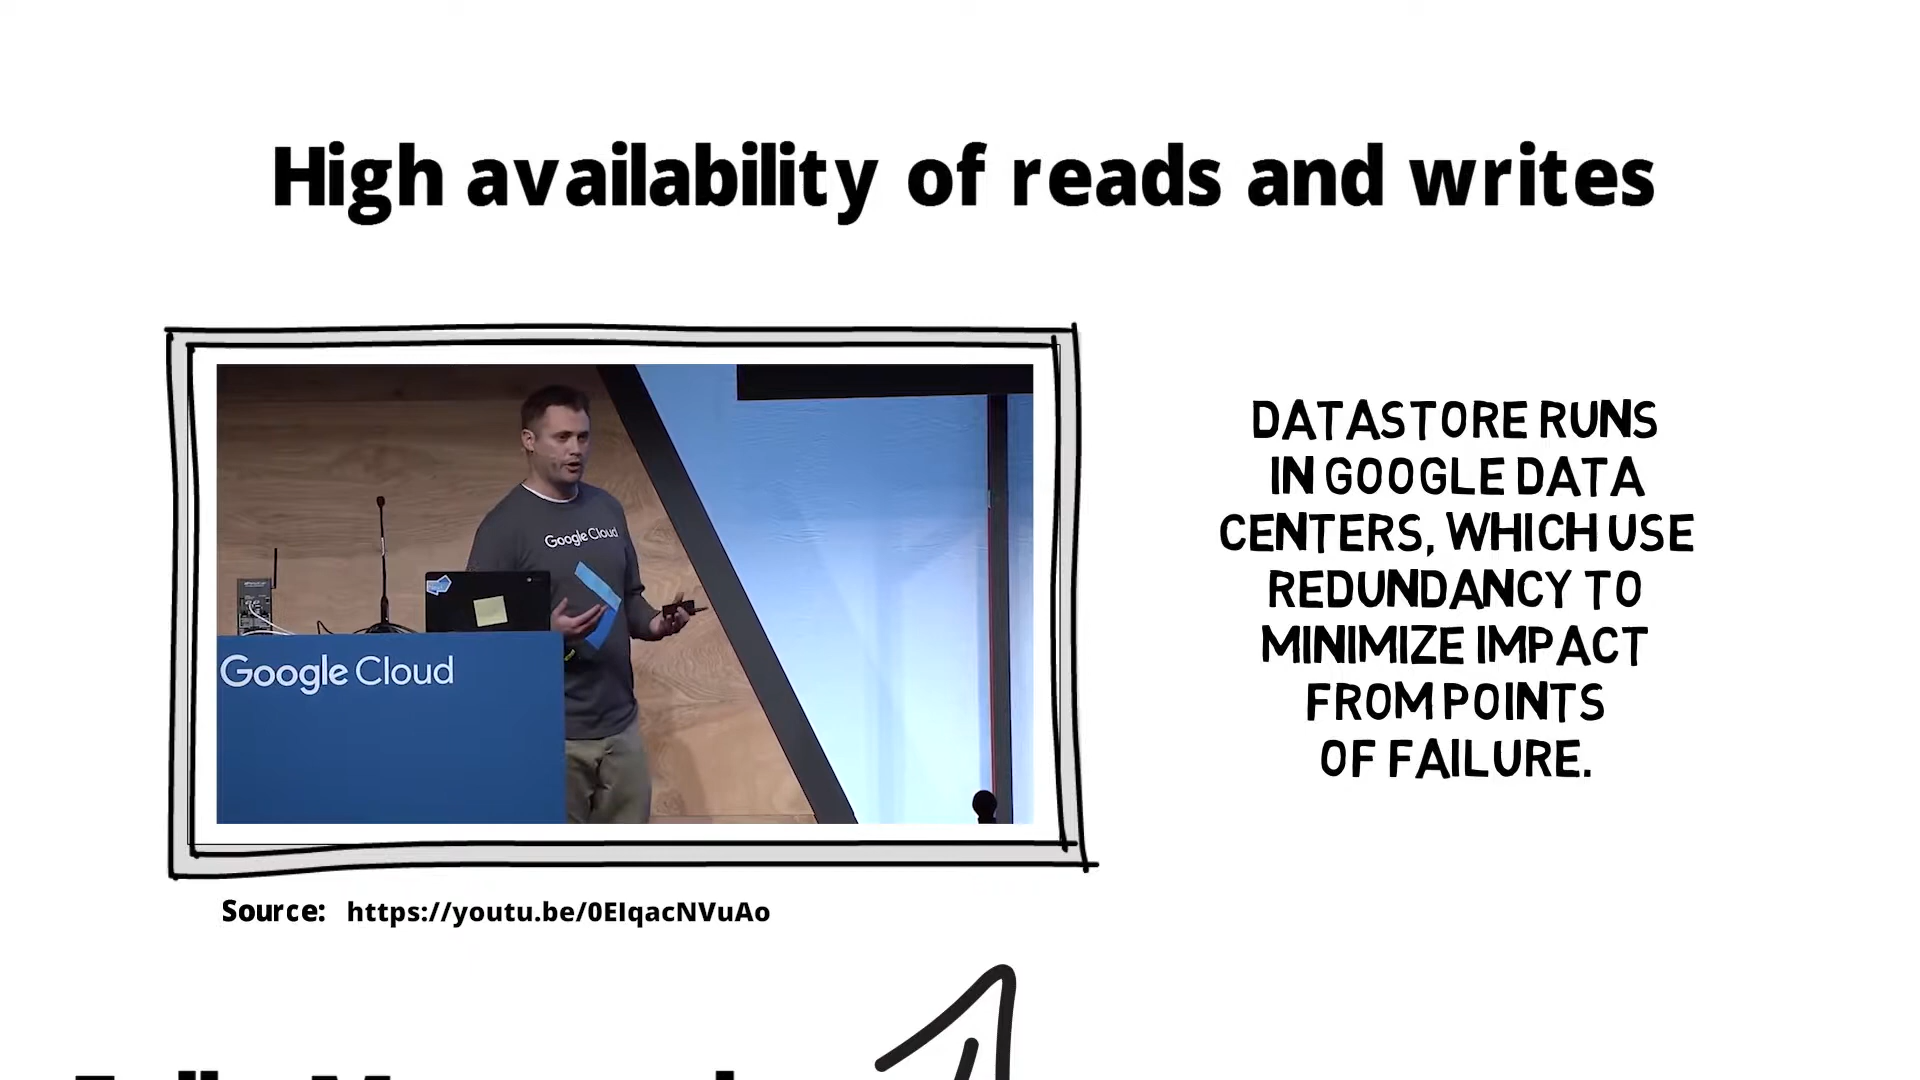 High availability of reads and writes
Google Cloud
Google Cloud
DATASTORE RUNS
IN GOOGLE DATA
CENTERS, WHICH USE
REDUNDANCY TO
MINIMIZE IMPACT
FROM POINTS
OF FAILURE.
Source: https://youtu.be/0EIqacNVuAo